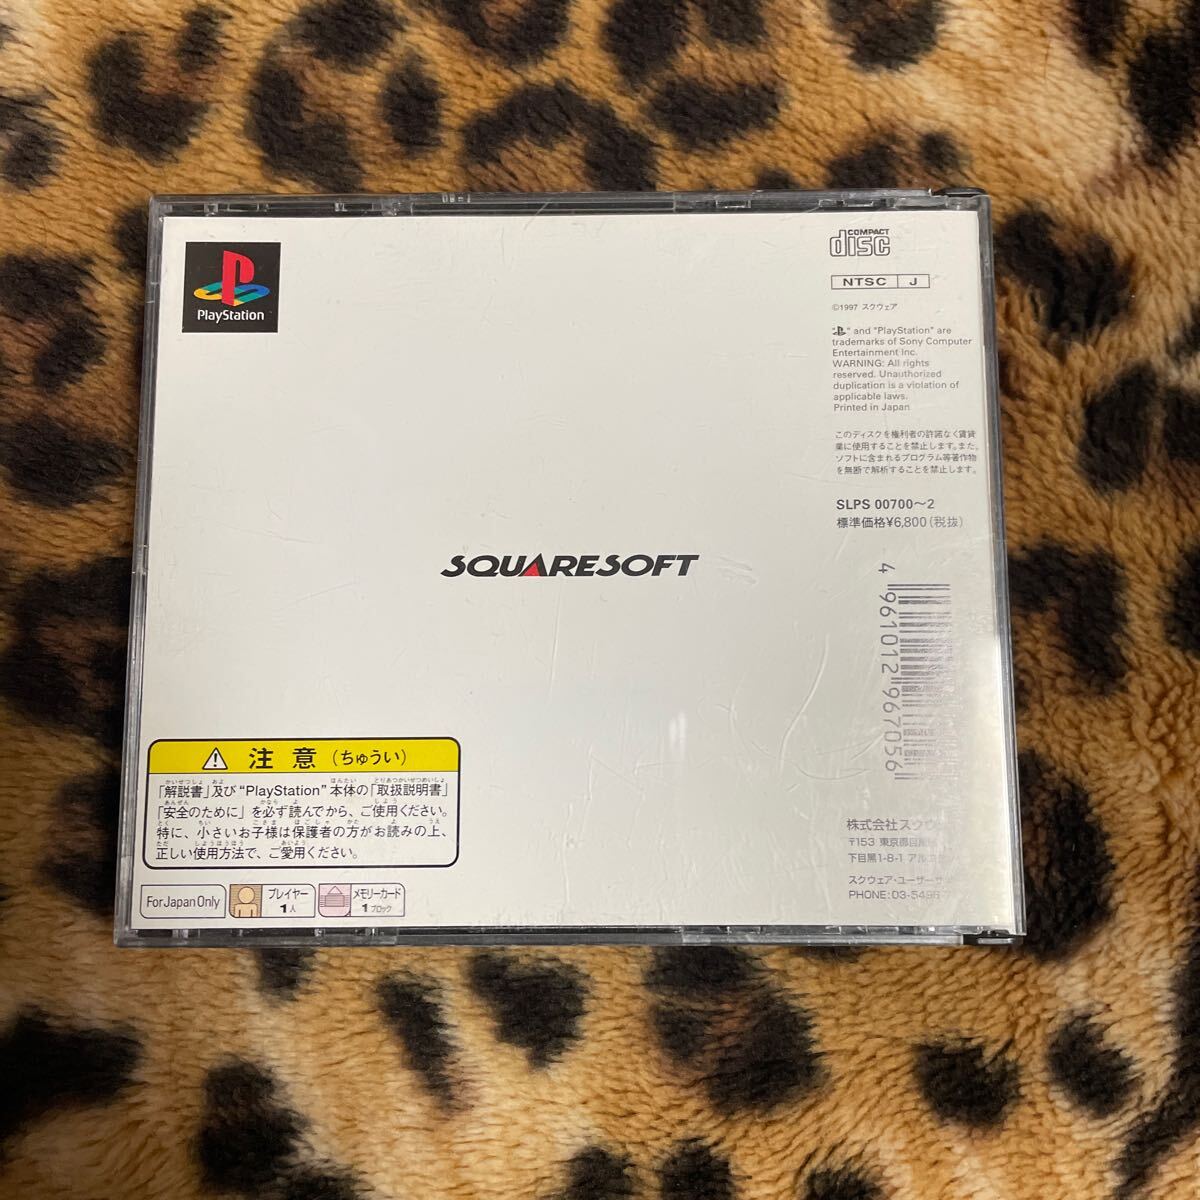 PlayStation
COMPACT
disc
NTSC J
©1997 スクウェア
" " and "PlayStation" are
trademarks of Sony Computer
Entertainment Inc.
WARNING: All rights
reserved. Unauthorized
duplication is a violation of
applicable laws.
Printed in Japan
このディスクを権利者の許諾なく賃貸
業に使用することを禁止します。また、
ソフトに含まれるプログラム等著作物
を無断で解析することを禁止します。
SLPS 00700〜2
標準価格¥6,800(税抜)
SQUARESOFT
4 961012 967056
注意(ちゅうい)
「解説書」及び“PlayStation”本体の「取扱説明書」
「安全のために」を必ず読んでから、ご使用ください。
特に、小さいお子様は保護者の方がお読みの上、
正しい使用方法で、ご愛用ください。
株式会社スクウ
〒153 東京都目黒
下目黒1-8-1 アルコ
スクウェア・ユーザーサ
PHONE:03-5496
For Japan Only
プレイヤー
1人
メモリーカード
1ブロック